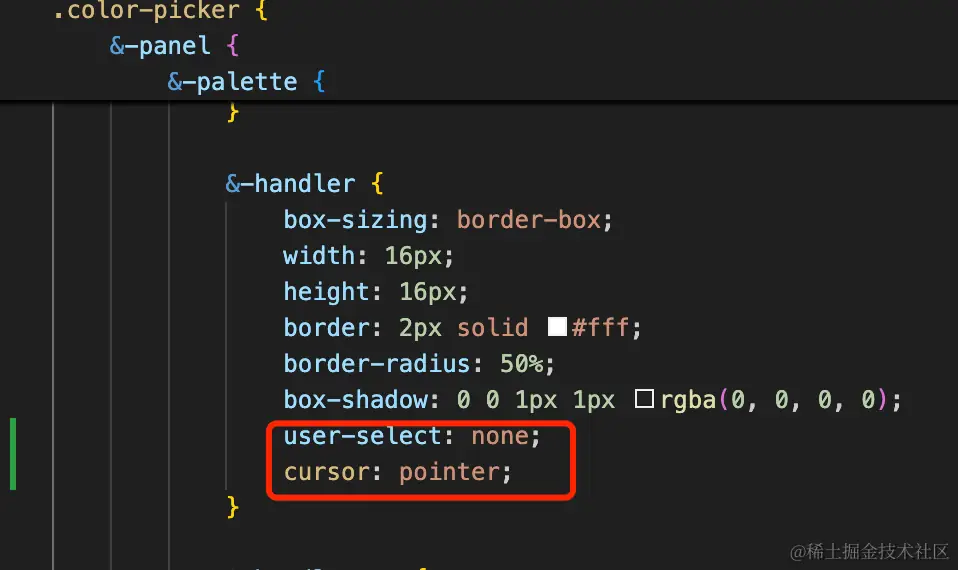 .color-picker {
&-panel {
&-palette {
}
&-handler {
box-sizing: border-box;
width: 16px;
height: 16px;
border: 2px solid #fff;
border-radius: 50%;
box-shadow: 0 0 1px 1px rgba(0, 0, 0, 0);
user-select: none;
cursor: pointer;
}
@稀土掘金技术社区